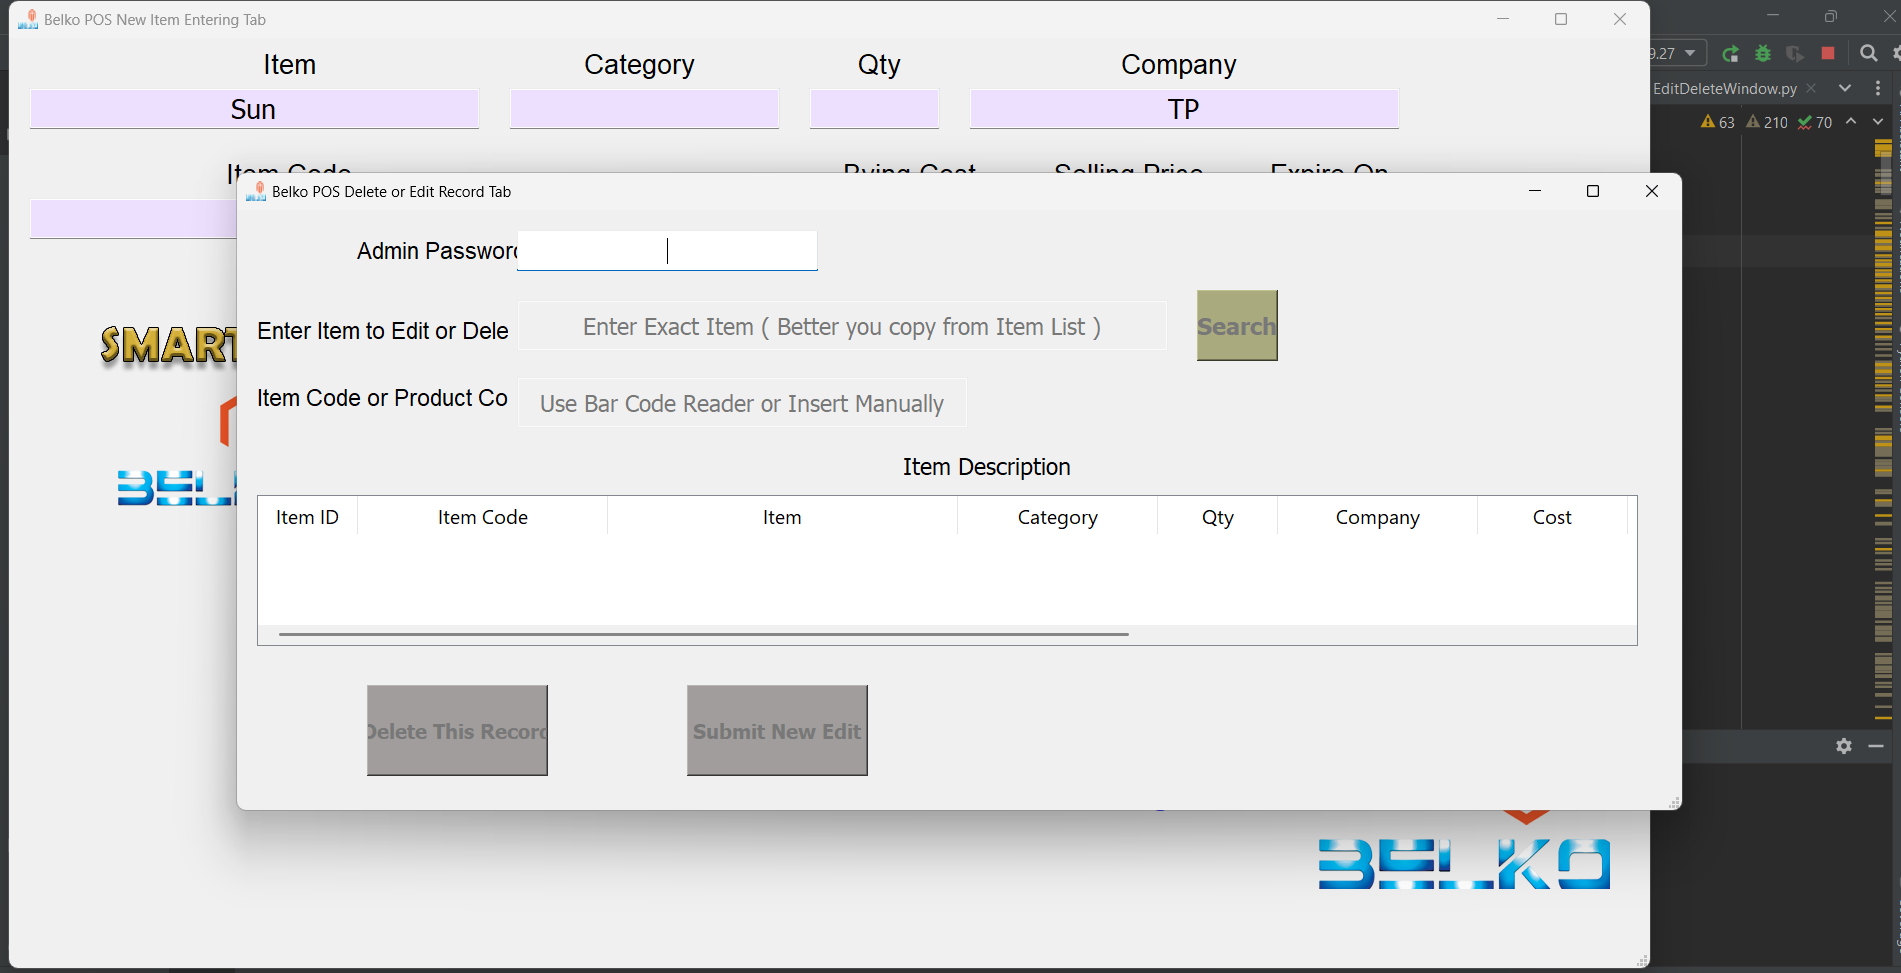 Belko POS New Item Entering Tab
Item Category Qty Company
Sun TP
Item Code Bying Cost Selling Price Expire On
9.27
EditDeleteWindow.py
63 210 70
Belko POS Delete or Edit Record Tab
Admin Password
Enter Item to Edit or Dele Enter Exact Item ( Better you copy from Item List ) Search
Item Code or Product Co Use Bar Code Reader or Insert Manually
Item Description
Item ID Item Code Item Category Qty Company Cost
Delete This Record Submit New Edit
SMART
BEL
BELKO